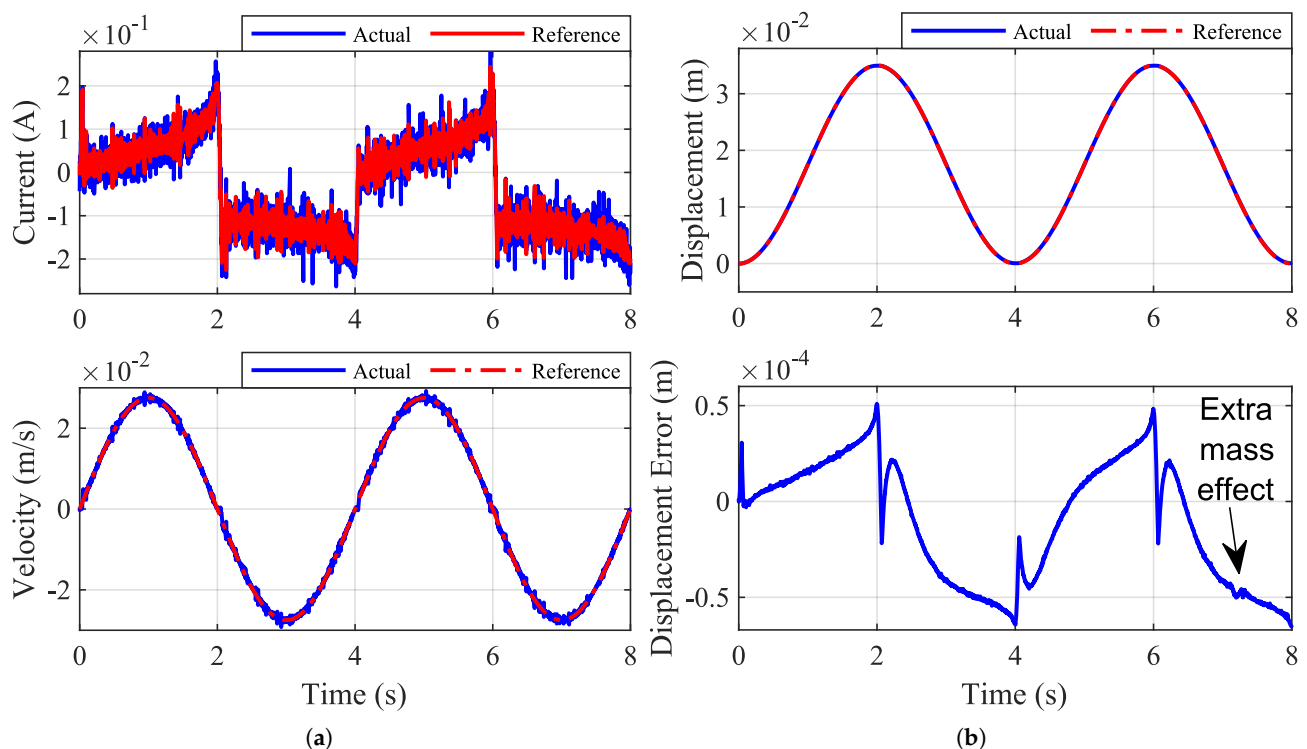 ×10⁻¹
Actual Reference
2
1
0
-1
-2
Current (A)
0 2 4 6 8
×10⁻²
Actual Reference
2
0
-2
Velocity (m/s)
0 2 4 6 8
Time (s)
(a)
×10⁻²
Actual Reference
3
2
1
0
Displacement (m)
0 2 4 6 8
×10⁻⁴
0.5
0
-0.5
Displacement Error (m)
Extra
mass
effect
0 2 4 6 8
Time (s)
(b)